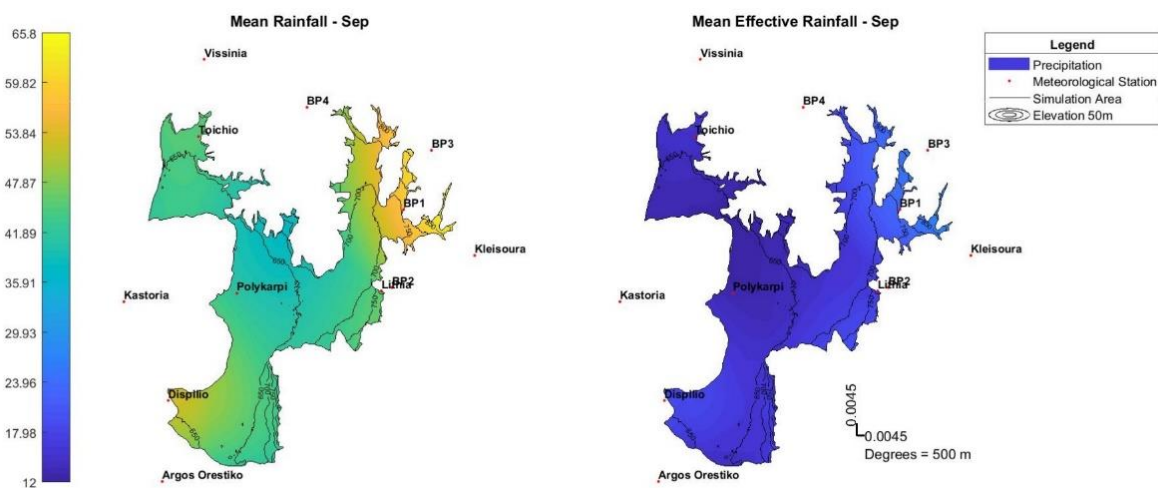 Mean Rainfall - Sep
65.8
59.82
53.84
47.87
41.89
35.91
29.93
23.96
17.98
12
Vissinia
BP4
Toichio
BP3
BP1
Kleisoura
BP2
Polykarpi
Kastoria
Dispilio
Argos Orestiko
Mean Effective Rainfall - Sep
Vissinia
BP4
Toichio
BP3
BP1
Kleisoura
BP2
Polykarpi
Kastoria
Dispilio
Argos Orestiko
Legend
Precipitation
Meteorological Station
Simulation Area
Elevation 50m
0.0045
0.0045
Degrees = 500 m